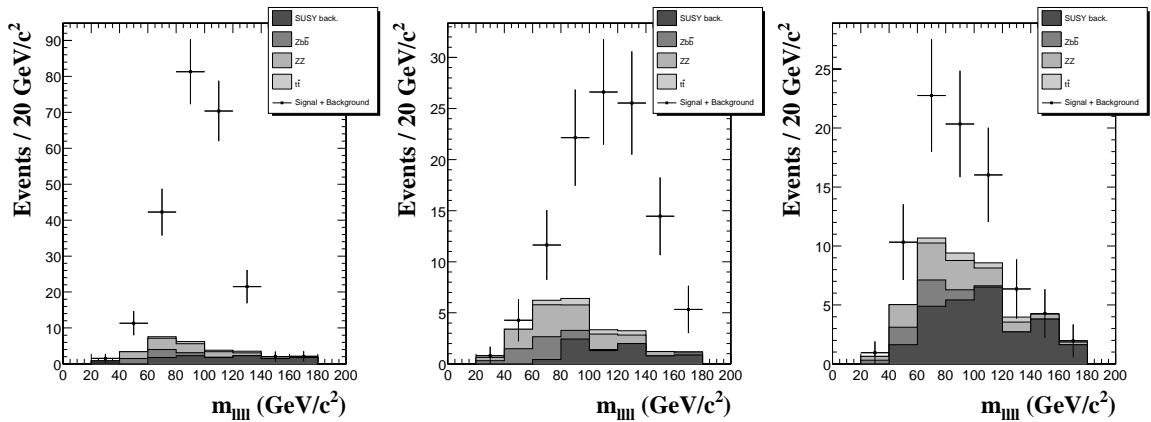 Events / 20 GeV/c²
90
80
70
60
50
40
30
20
10
0
0 20 40 60 80 100 120 140 160 180 200
m_llll (GeV/c²)
SUSY back.
Zbb̅
ZZ
tt̅
Signal + Background
Events / 20 GeV/c²
30
25
20
15
10
5
0
0 20 40 60 80 100 120 140 160 180 200
m_llll (GeV/c²)
SUSY back.
Zbb̅
ZZ
tt̅
Signal + Background
Events / 20 GeV/c²
25
20
15
10
5
0
0 20 40 60 80 100 120 140 160 180 200
m_llll (GeV/c²)
SUSY back.
Zbb̅
ZZ
tt̅
Signal + Background